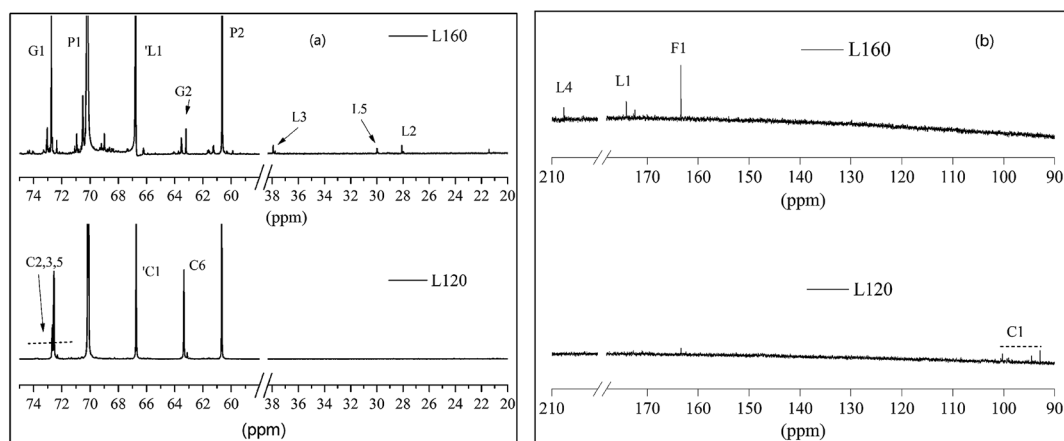 G1 P1 'L1 P2 (a) L160
G2
L3 L5 L2
74 72 70 68 66 64 62 60 38 36 34 32 30 28 26 24 22 20
(ppm)
C2,3,5 'C1 C6 L120
74 72 70 68 66 64 62 60 38 36 34 32 30 28 26 24 22 20
(ppm)
(b)
L160
F1
L4 L1
210 170 160 150 140 130 120 110 100 90
(ppm)
L120
C1
210 170 160 150 140 130 120 110 100 90
(ppm)